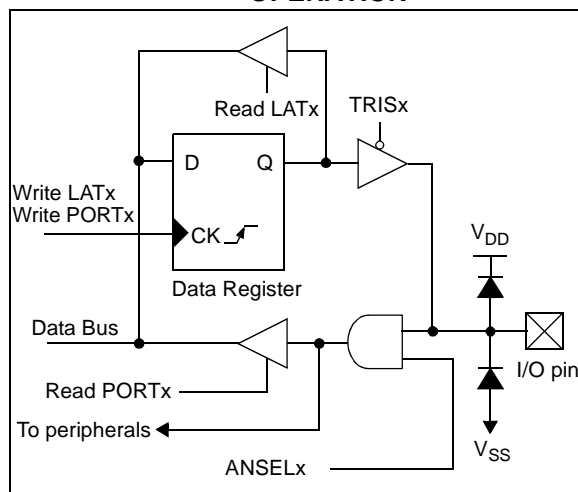 Read LATx
TRISx
D
Q
Write LATx
Write PORTx
CK
VDD
Data Register
Data Bus
I/O pin
Read PORTx
To peripherals
VSS
ANSELx